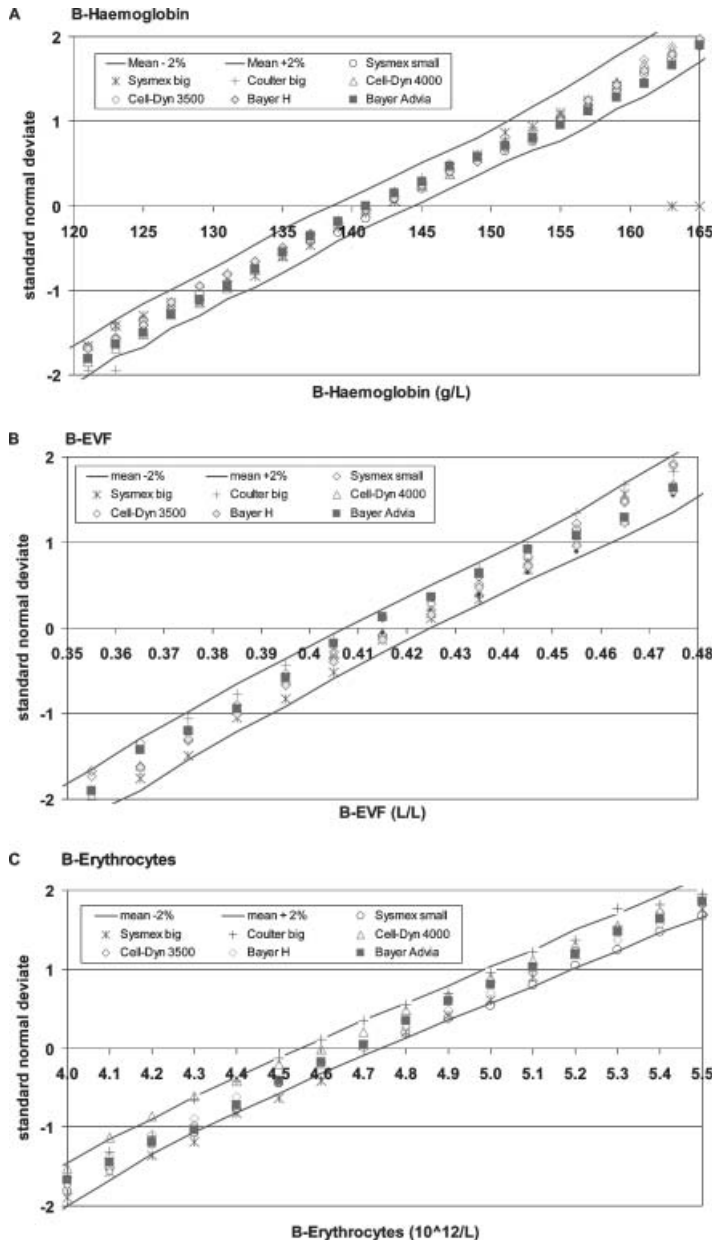 A B-Haemoglobin
Mean - 2% Mean +2% Sysmex small
Sysmex big Coulter big Cell-Dyn 4000
Cell-Dyn 3500 Bayer H Bayer Advia
standard normal deviate
2
1
0
-1
-2
120 125 130 135 140 145 150 155 160 165
B-Haemoglobin (g/L)
B B-EVF
mean -2% mean +2% Sysmex small
Sysmex big Coulter big Cell-Dyn 4000
Cell-Dyn 3500 Bayer H Bayer Advia
standard normal deviate
2
1
0
-1
-2
0.35 0.36 0.37 0.38 0.39 0.4 0.41 0.42 0.43 0.44 0.45 0.46 0.47 0.48
B-EVF (L/L)
C B-Erythrocytes
mean -2% mean + 2% Sysmex small
Sysmex big Coulter big Cell-Dyn 4000
Cell-Dyn 3500 Bayer H Bayer Advia
standard normal deviate
2
1
0
-1
-2
4.0 4.1 4.2 4.3 4.4 4.5 4.6 4.7 4.8 4.9 5.0 5.1 5.2 5.3 5.4 5.5
B-Erythrocytes (10^12/L)